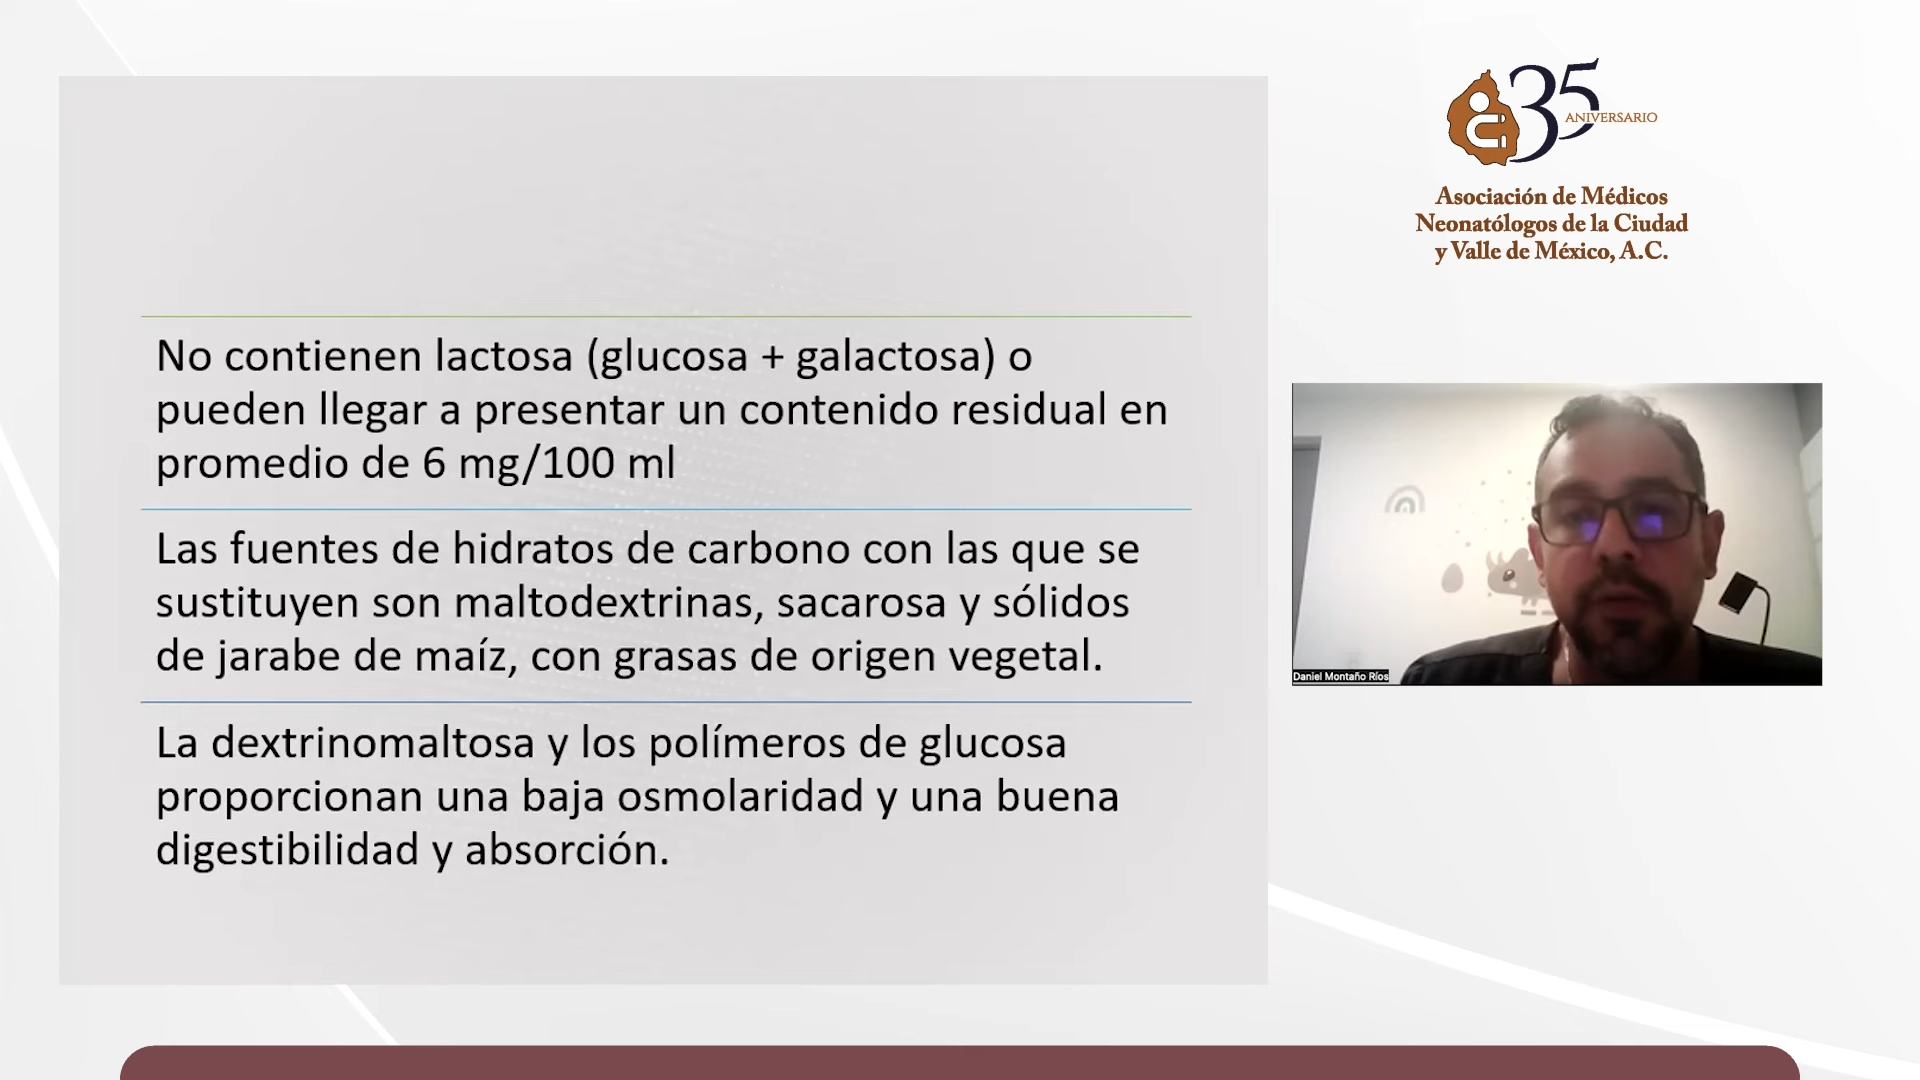 No contienen lactosa (glucosa + galactosa) o
pueden llegar a presentar un contenido residual en
promedio de 6 mg/100 ml
Las fuentes de hidratos de carbono con las que se
sustituyen son maltodextrinas, sacarosa y sólidos
de jarabe de maíz, con grasas de origen vegetal.
La dextrinomaltosa y los polímeros de glucosa
proporcionan una baja osmolaridad y una buena
digestibilidad y absorción.
35
ANIVERSARIO
Asociación de Médicos
Neonatólogos de la Ciudad
y Valle de México, A.C.
Daniel Montaño Ríos